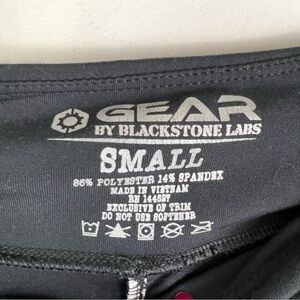 GEAR
BY BLACKSTONE LABS
SMALL
86% POLYESTER 14% SPANDEX
MADE IN VIETNAM
RN 144827
EXCLUSIVE OF TRIM
DO NOT USE SOFTENER